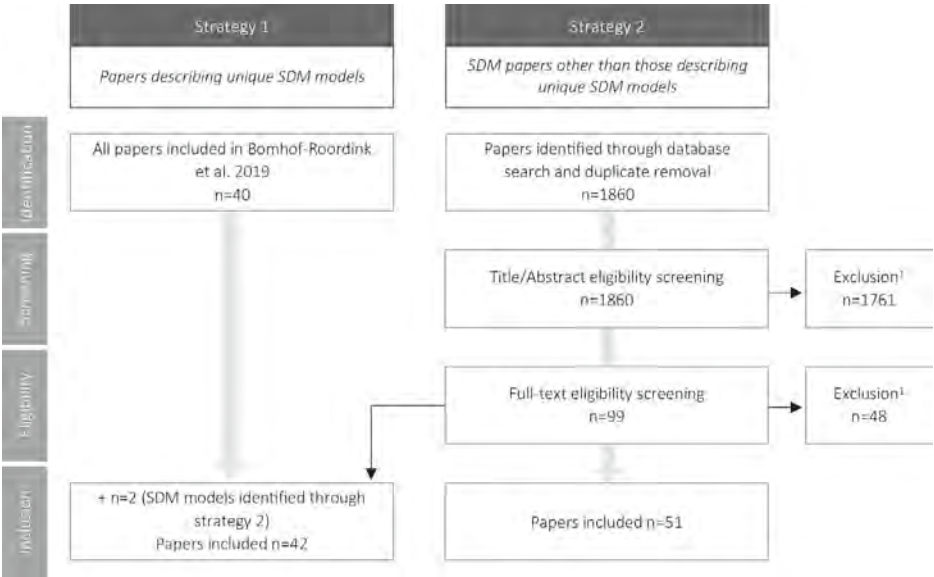 Strategy 1
Papers describing unique SDM models
Strategy 2
SDM papers other than those describing
unique SDM models
Identification
All papers included in Bomhof-Roordink
et al. 2019
n=40
Papers identified through database
search and duplicate removal
n=1860
Screening
Title/Abstract eligibility screening
n=1860
Exclusion¹
n=1761
Eligibility
Full-text eligibility screening
n=99
Exclusion¹
n=48
Inclusion
+ n=2 (SDM models identified through
strategy 2)
Papers included n=42
Papers included n=51